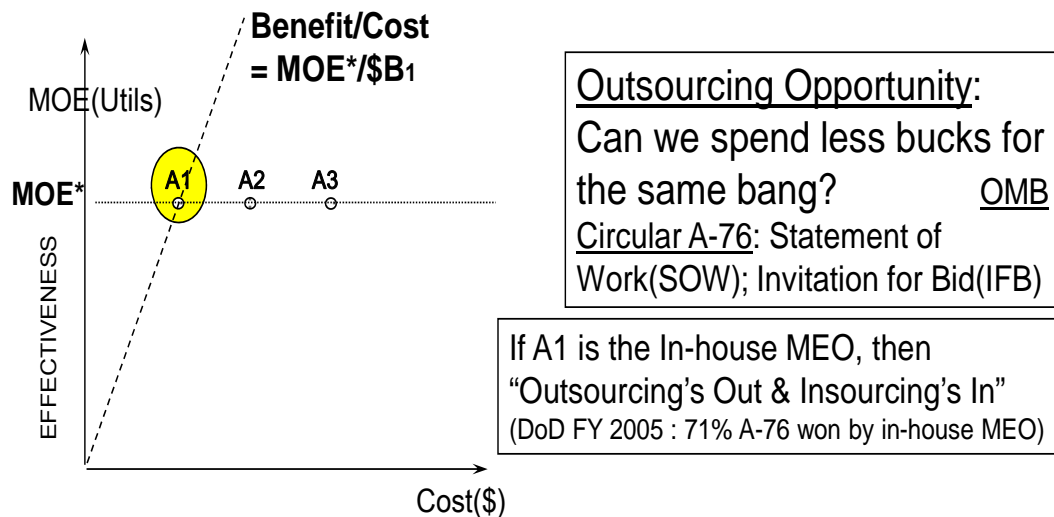 Benefit/Cost
= MOE*/$B1
MOE(Utils)
A1 A2 A3
MOE*
EFFECTIVENESS
Cost($)
Outsourcing Opportunity:
Can we spend less bucks for
the same bang? OMB
Circular A-76: Statement of
Work(SOW); Invitation for Bid(IFB)
If A1 is the In-house MEO, then
“Outsourcing’s Out & Insourcing’s In”
(DoD FY 2005 : 71% A-76 won by in-house MEO)